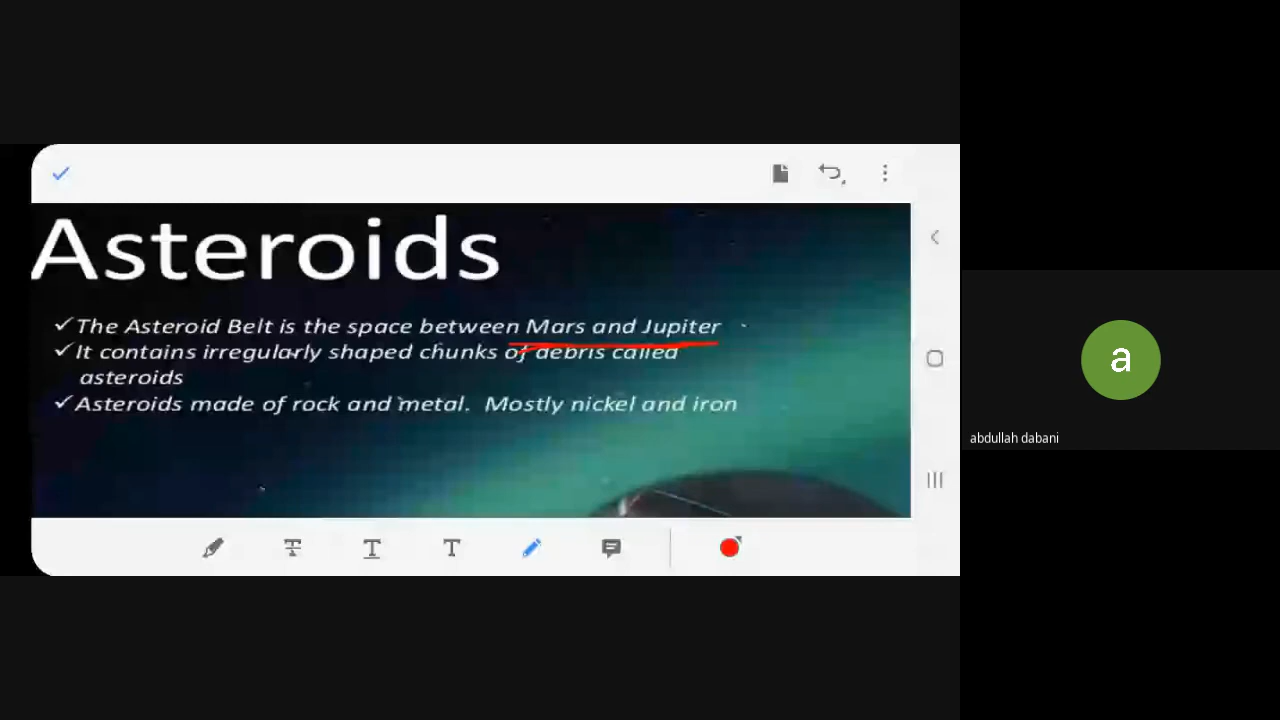 Asteroids
✓The Asteroid Belt is the space between Mars and Jupiter
✓It contains irregularly shaped chunks of debris called
asteroids
✓Asteroids made of rock and metal. Mostly nickel and iron
T
T
T
a
abdullah dabani